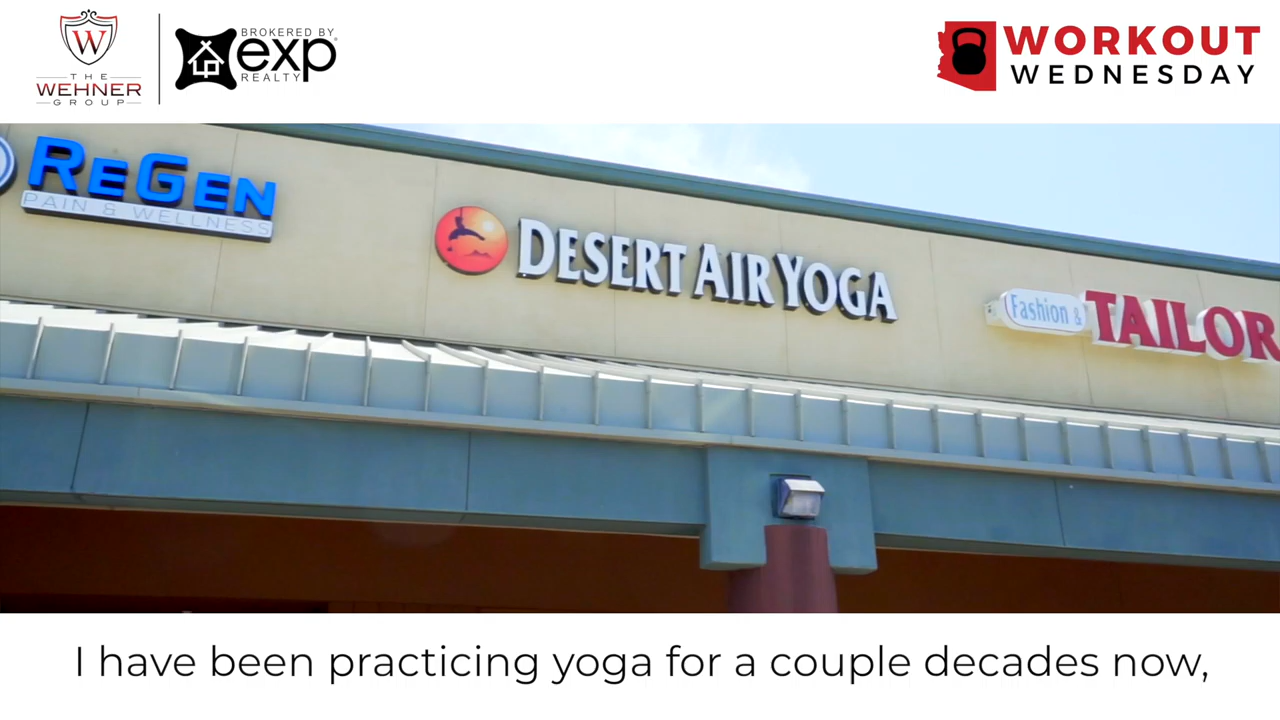 W
THE
WEHNER
GROUP
BROKERED BY
exp
REALTY
WORKOUT
WEDNESDAY
REGEN
PAIN & WELLNESS
DESERT AIR YOGA
Fashion &
TAILOR
I have been practicing yoga for a couple decades now,